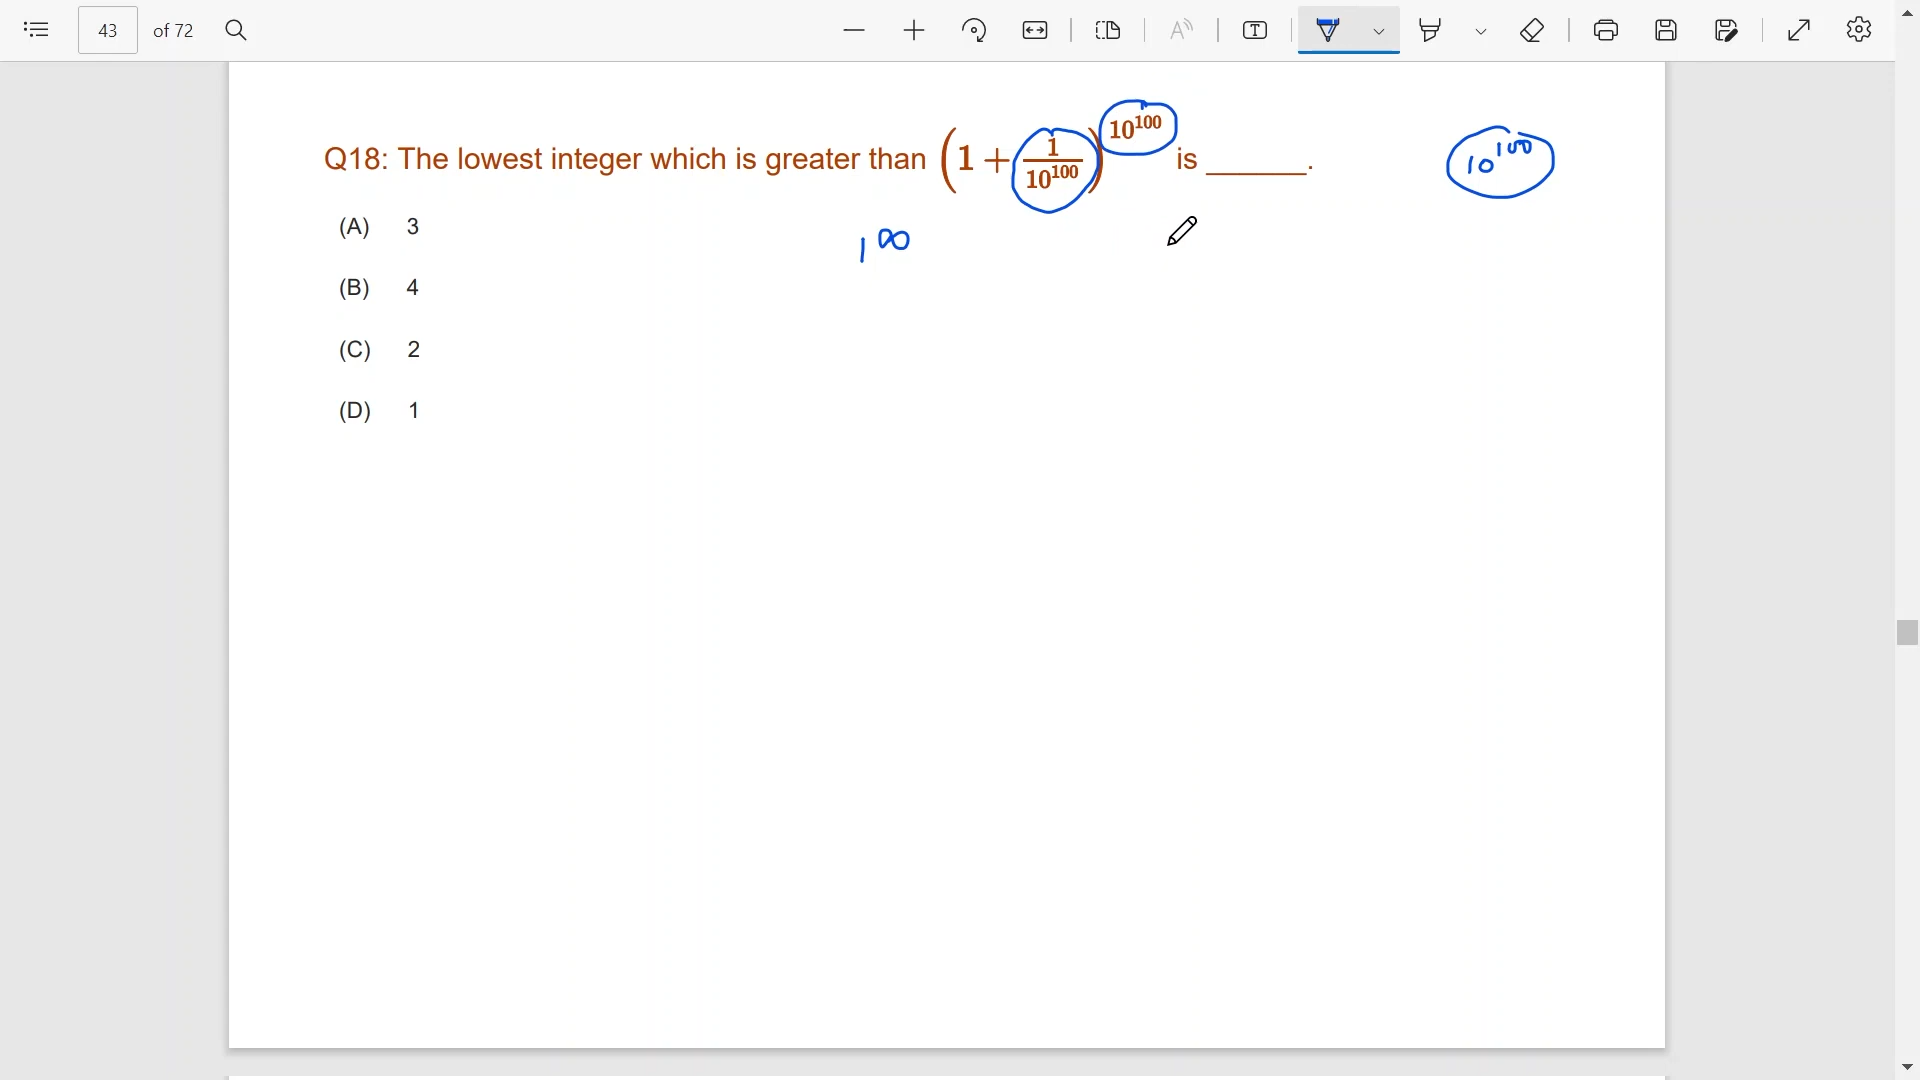 43 of 72
Q18: The lowest integer which is greater than (1 + 1/10^100)^10^100 is ______.
10^100
(A) 3
1^∞
(B) 4
(C) 2
(D) 1